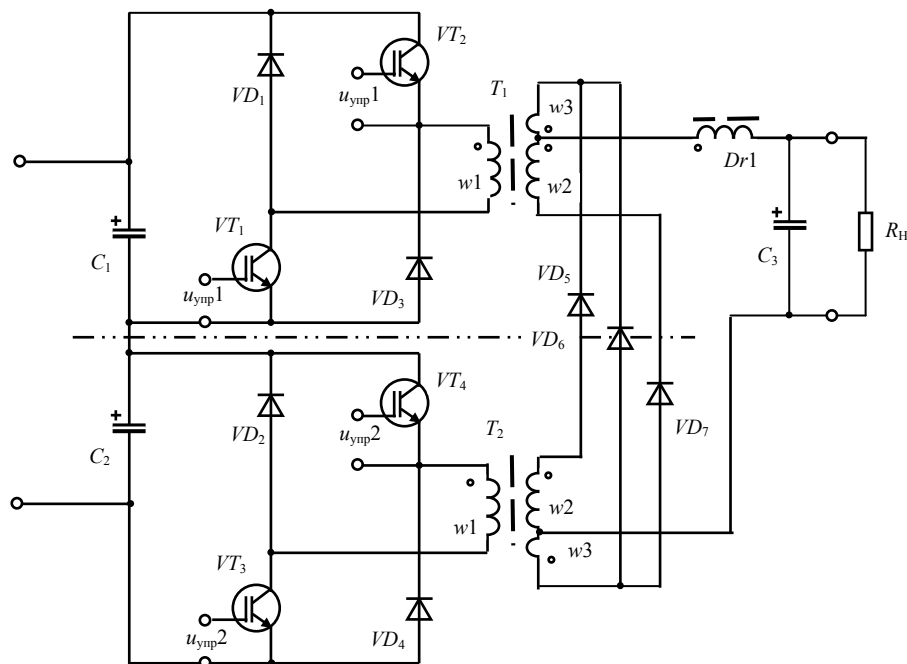 VT₂
VD₁
uупр1
T₁
w3
w1
w2
Dr1
VT₁
C₁
C₃
Rн
uупр1
VD₃
VD₅
VD₆
VT₄
VD₂
uупр2
T₂
VD₇
C₂
w1
w2
w3
VT₃
uупр2
VD₄